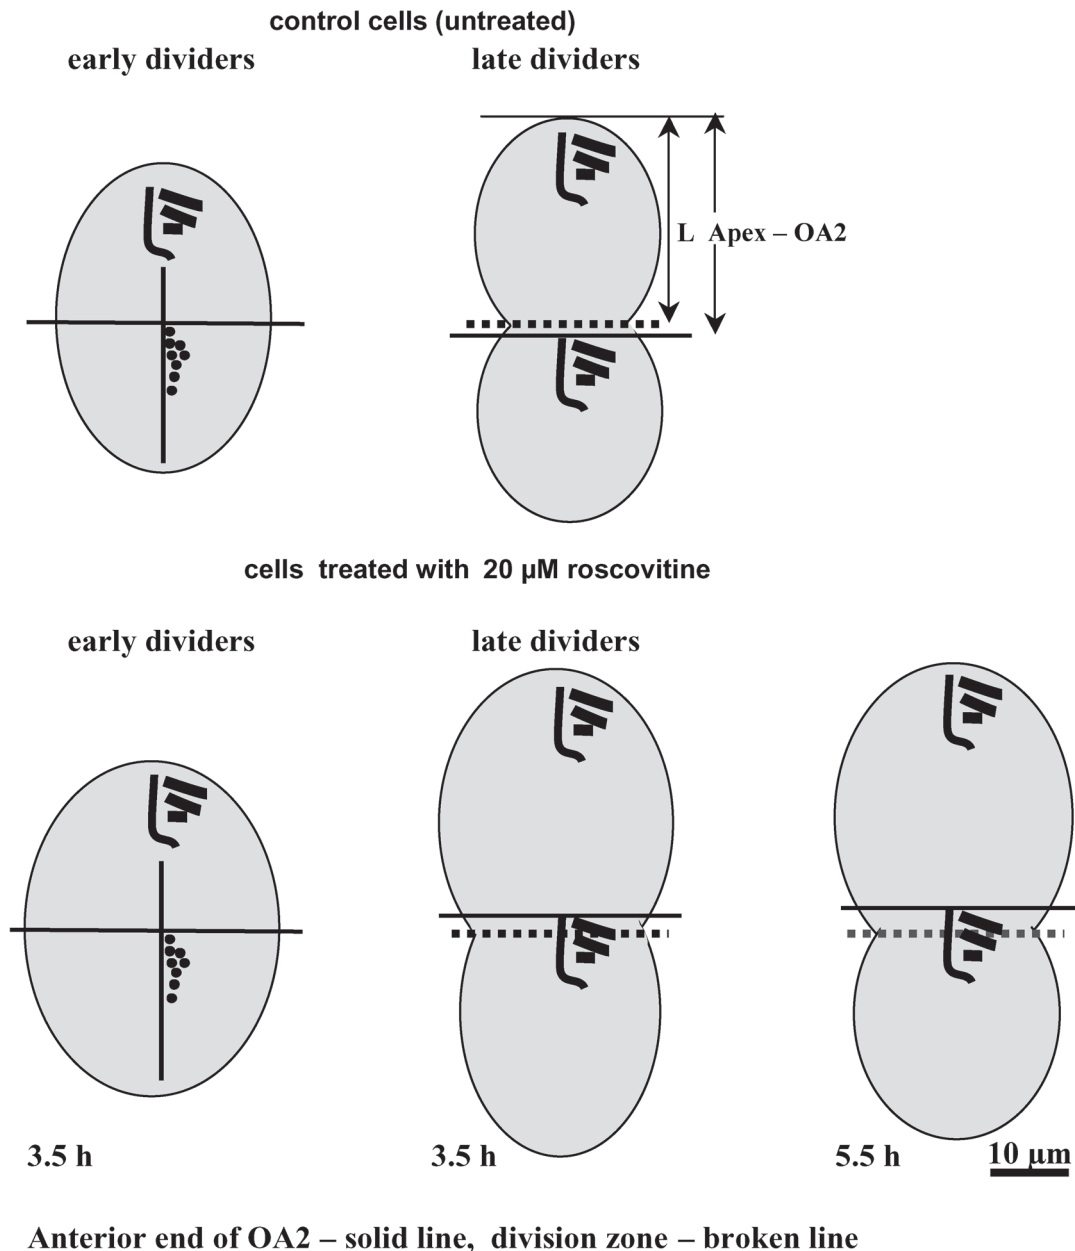 control cells (untreated)
early dividers
late dividers
L Apex – OA2
cells treated with 20 µM roscovitine
early dividers
late dividers
3.5 h
3.5 h
5.5 h
10 µm
Anterior end of OA2 – solid line, division zone – broken line